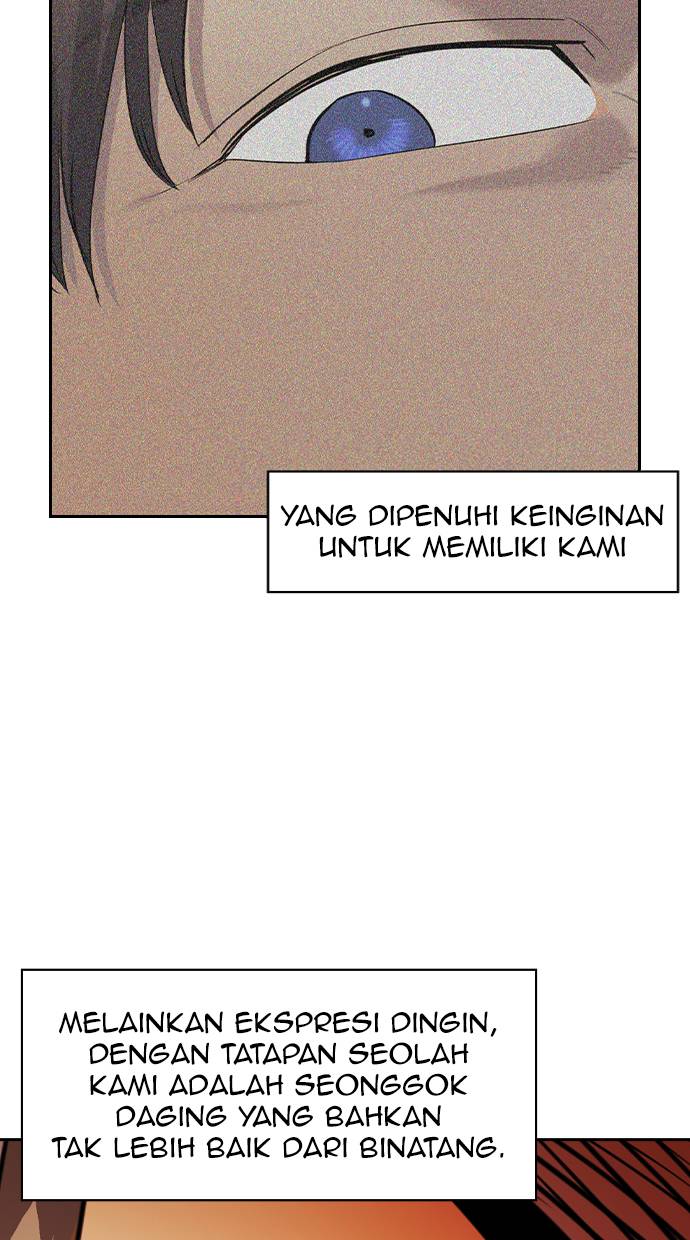 YANG DIPENUHI KEINGINAN
UNTUK MEMILIKI KAMI
MELAINKAN EKSPRESI DINGIN,
DENGAN TATAPAN SEOLAH
KAMI ADALAH SEONGGOK
DAGING YANG BAHKAN
TAK LEBIH BAIK DARI BINATANG.